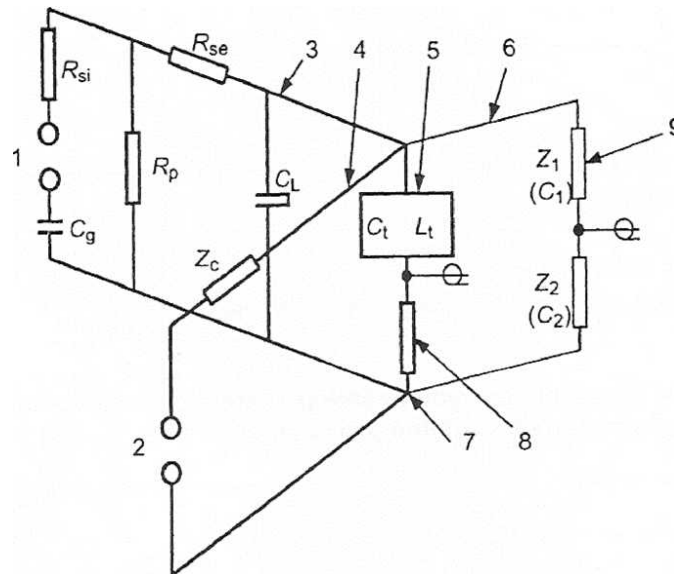 R_se
3
4
5
6
R_si
9
1
R_p
C_L
Z_1
(C_1)
C_t L_t
C_g
Z_c
Z_2
(C_2)
2
7
8